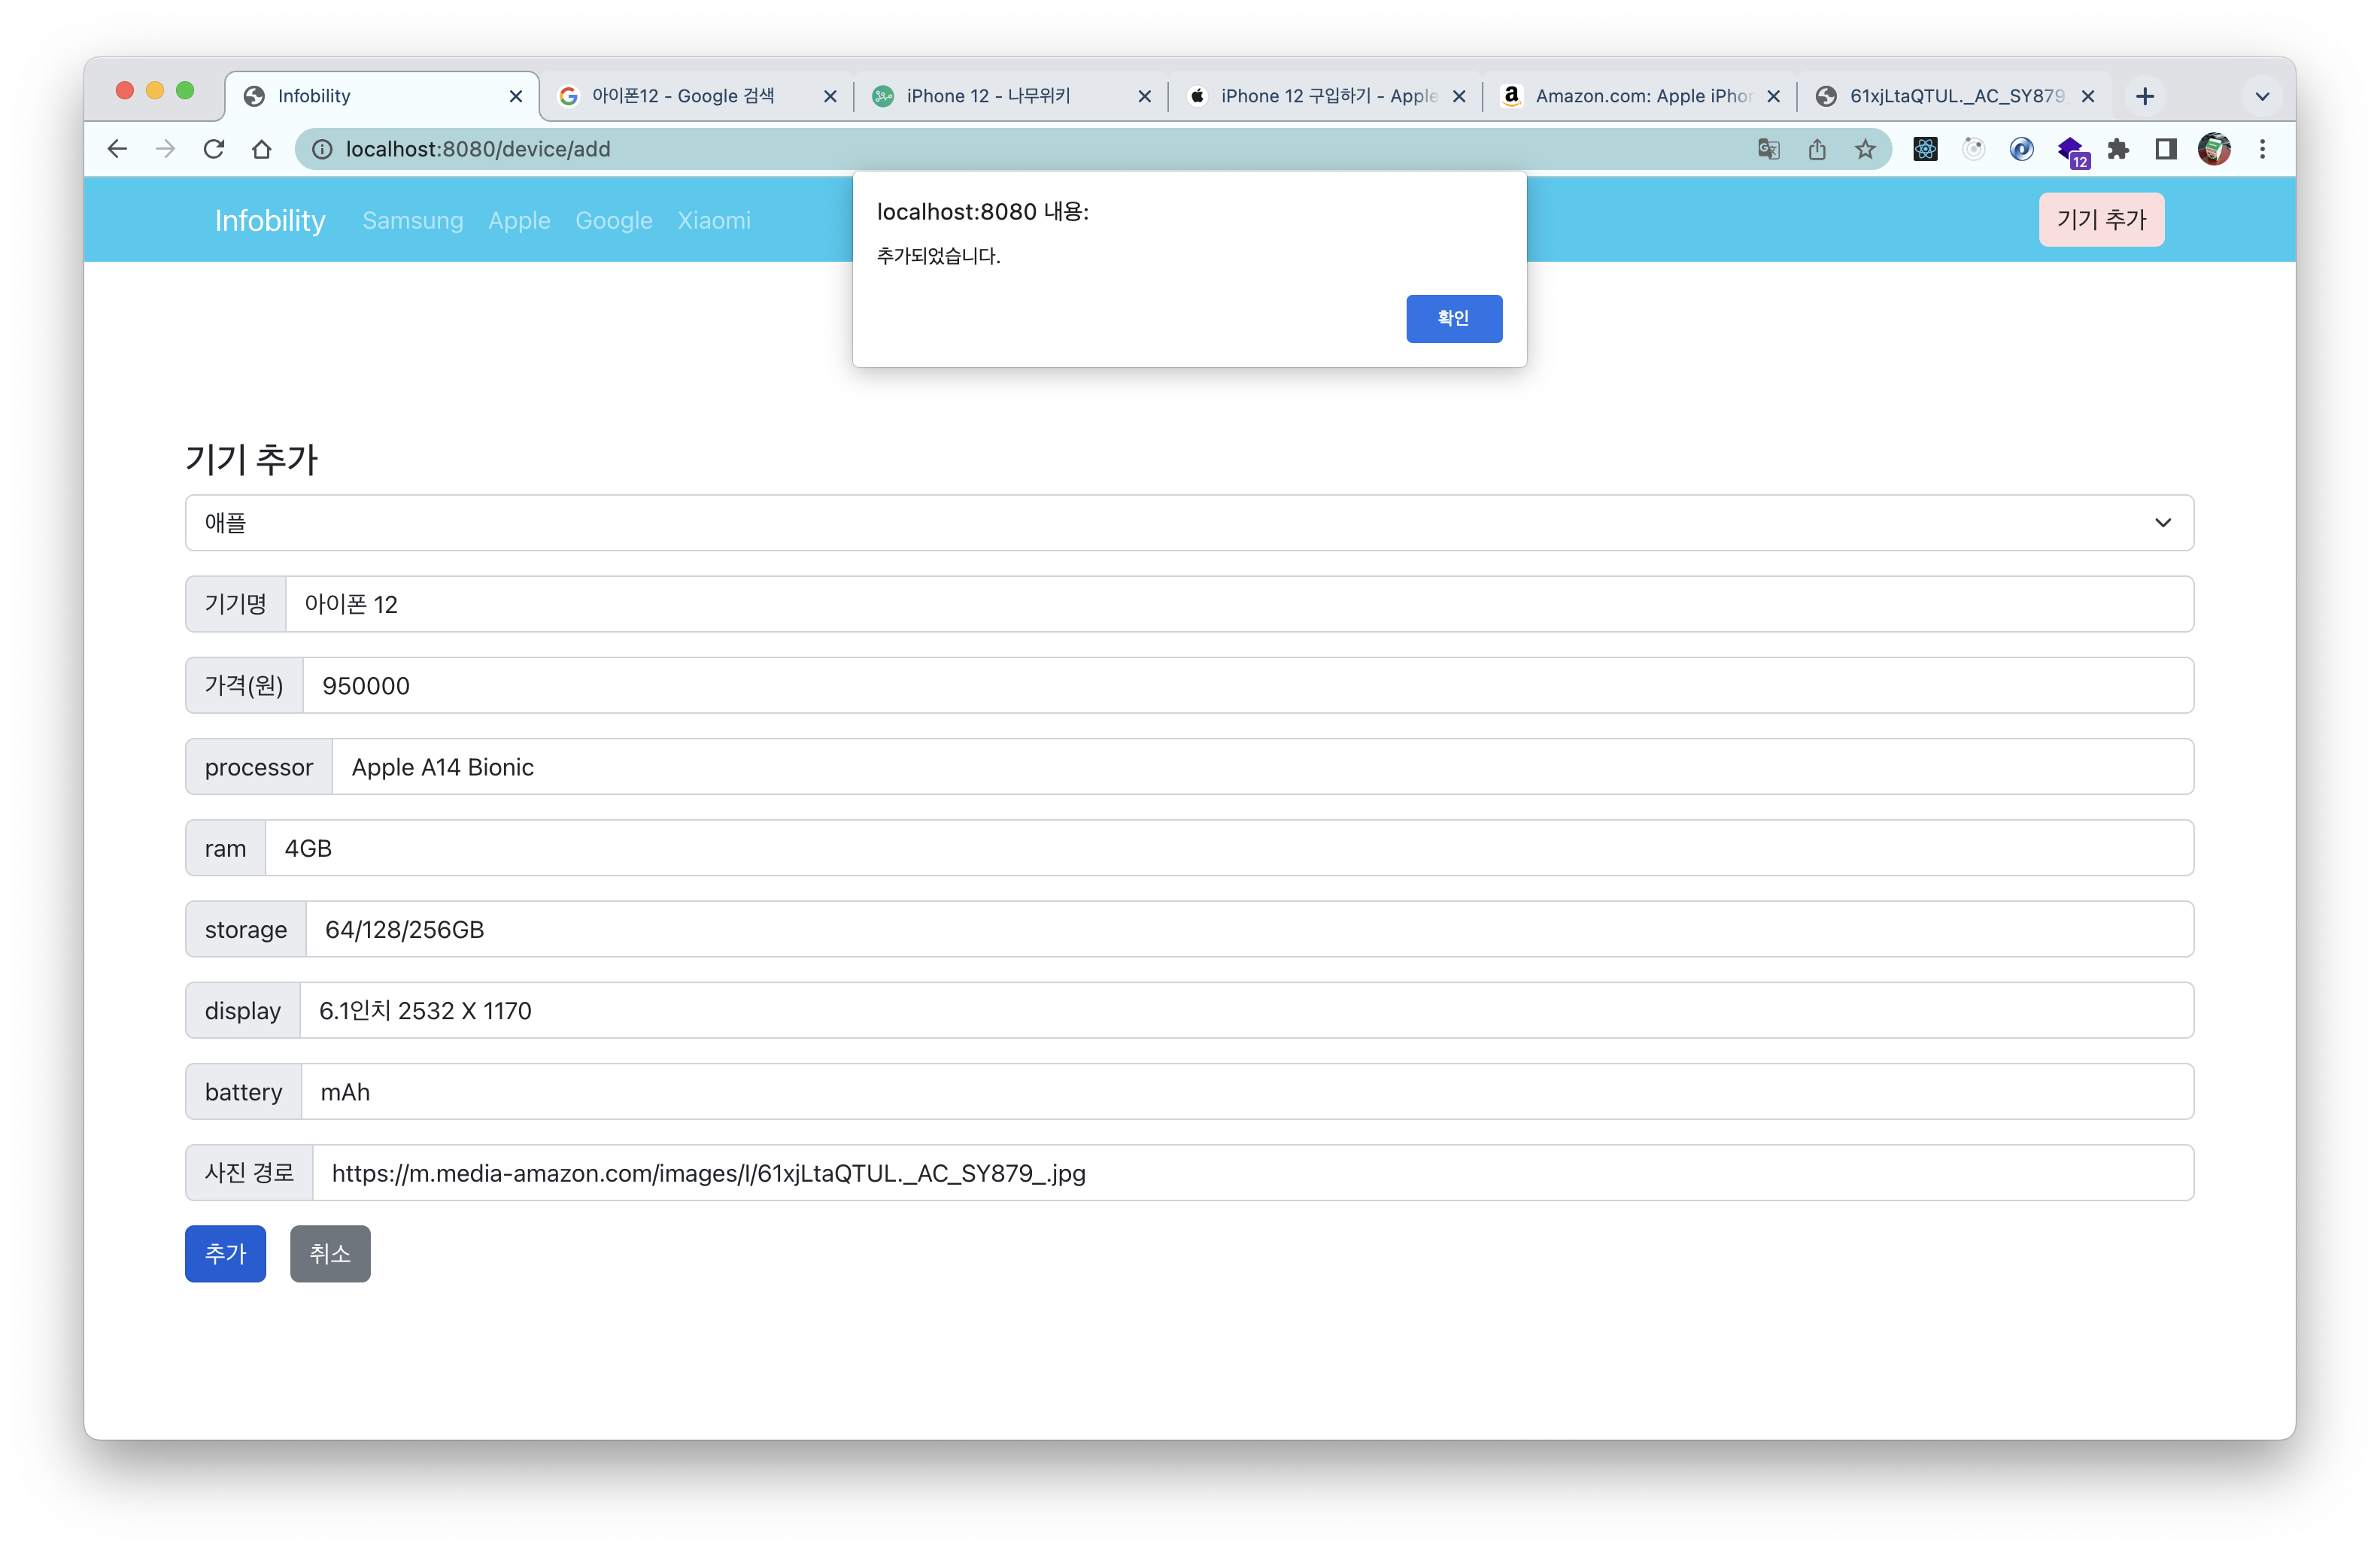 Infobility
아이폰12 - Google 검색
iPhone 12 - 나무위키
iPhone 12 구입하기 - Apple
Amazon.com: Apple iPhon
61xjLtaQTUL._AC_SY879_
localhost:8080/device/add
12
Infobility Samsung Apple Google Xiaomi
기기 추가
localhost:8080 내용:
추가되었습니다.
확인
기기 추가
애플
기기명 아이폰 12
가격(원) 950000
processor Apple A14 Bionic
ram 4GB
storage 64/128/256GB
display 6.1인치 2532 X 1170
battery mAh
사진 경로 https://m.media-amazon.com/images/I/61xjLtaQTUL._AC_SY879_.jpg
추가 취소